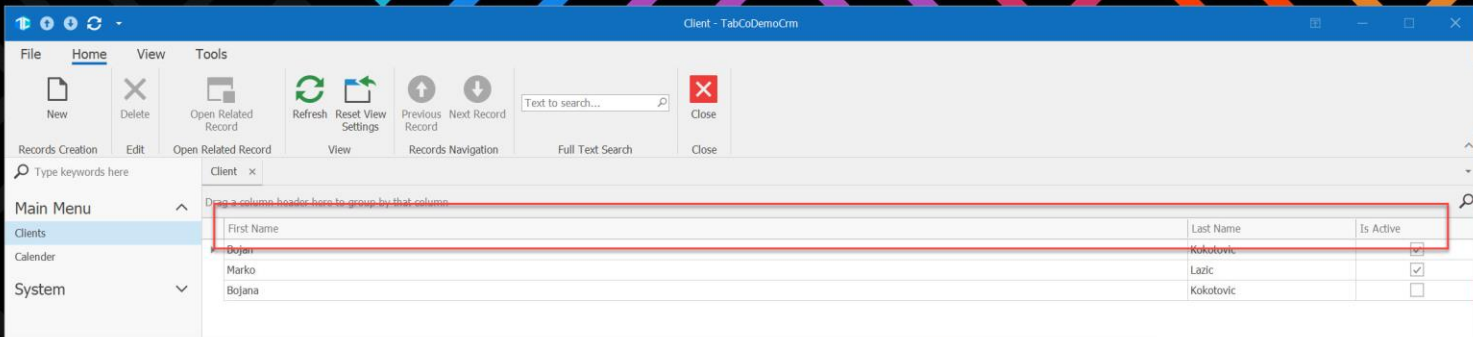 Client - TabCoDemoCrm
File Home View Tools
New
Delete
Open Related
Record
Refresh
Reset View
Settings
Previous
Record
Next Record
Text to search...
Close
Records Creation Edit Open Related Record View Records Navigation Full Text Search Close
Type keywords here
Client
Main Menu
Clients
Calender
System
Drag a column header here to group by that column
First Name Last Name Is Active
Bojan Kokotovic
Marko Lazic
Bojana Kokotovic